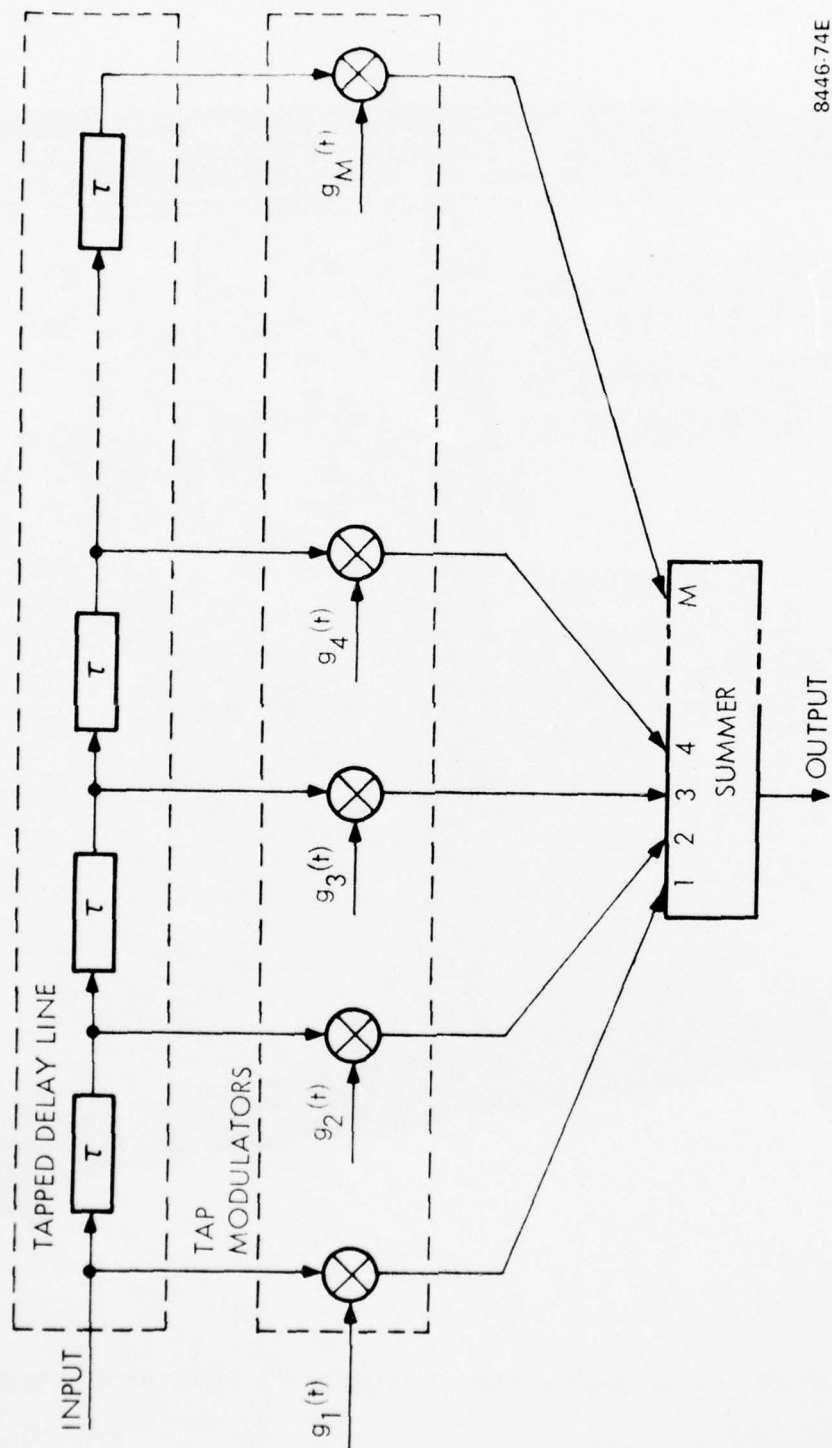 INPUT
TAPPED DELAY LINE
τ
τ
τ
τ
TAP
MODULATORS
g1(t)
g2(t)
g3(t)
g4(t)
gM(t)
1 2 3 4 M
SUMMER
OUTPUT
8446-74E